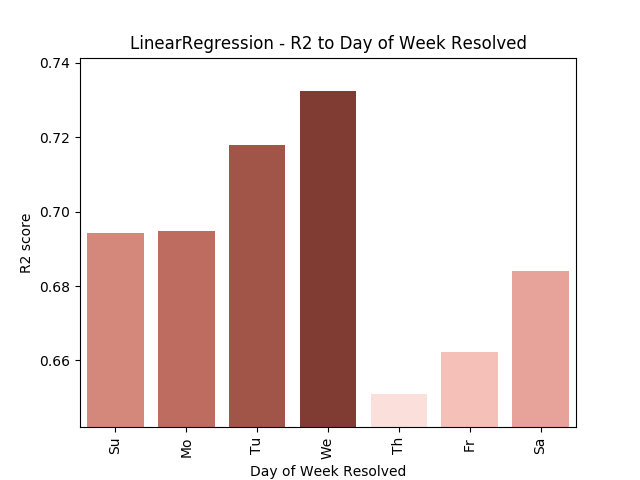 LinearRegression - R2 to Day of Week Resolved
0.74
0.72
0.70
0.68
0.66
R2 score
Su
Mo
Tu
We
Th
Fr
Sa
Day of Week Resolved